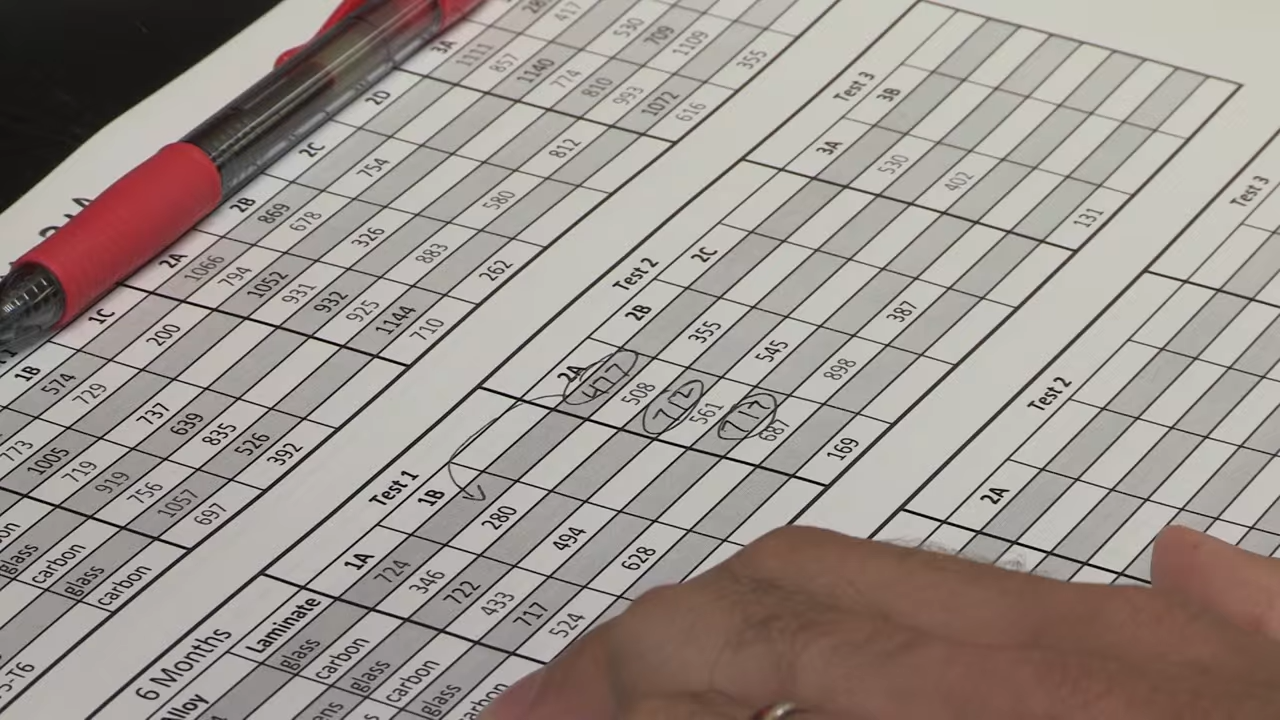 3A
1111
417
857
530
1140
709
774
1109
810
993
355
1072
616
2D
2C
754
812
2B
869
678
580
326
883
2A
1066
794
1052
931
932
925
262
1144
710
1C
200
1B
574
729
737
639
835
526
392
773
1005
719
919
756
1057
697
glass
carbon
glass
carbon
6 Months
Test 1
1B
280
494
628
1A
724
346
722
433
717
524
Laminate
glass
carbon
glass
carbon
glass
Alloy
Test 2
2C
387
2B
355
545
898
2A
477
508
712
561
717
687
169
Test 3
3B
3A
530
402
131
Test 2
2A
Test 3